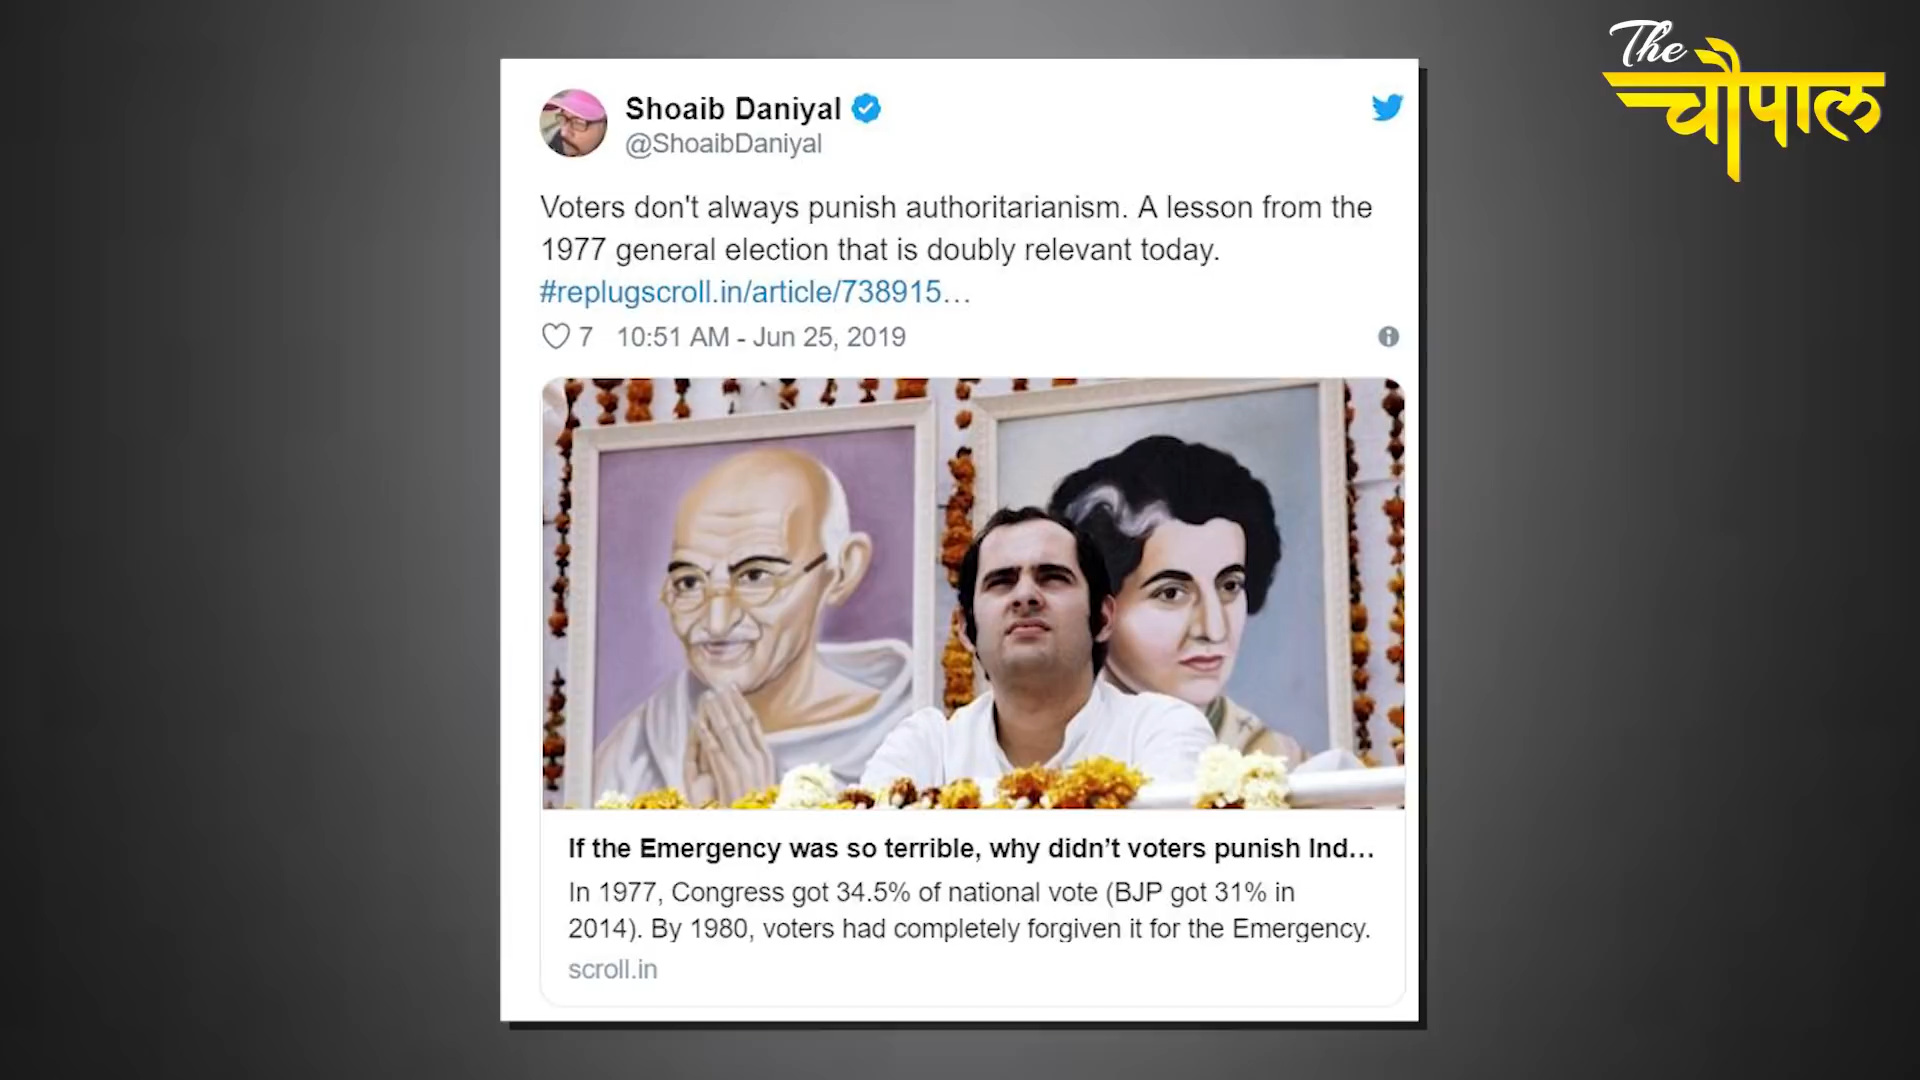 The
चौपाल
Shoaib Daniyal
@ShoaibDaniyal
Voters don't always punish authoritarianism. A lesson from the
1977 general election that is doubly relevant today.
#replugscroll.in/article/738915…
7 10:51 AM - Jun 25, 2019
If the Emergency was so terrible, why didn’t voters punish Ind…
In 1977, Congress got 34.5% of national vote (BJP got 31% in
2014). By 1980, voters had completely forgiven it for the Emergency.
scroll.in